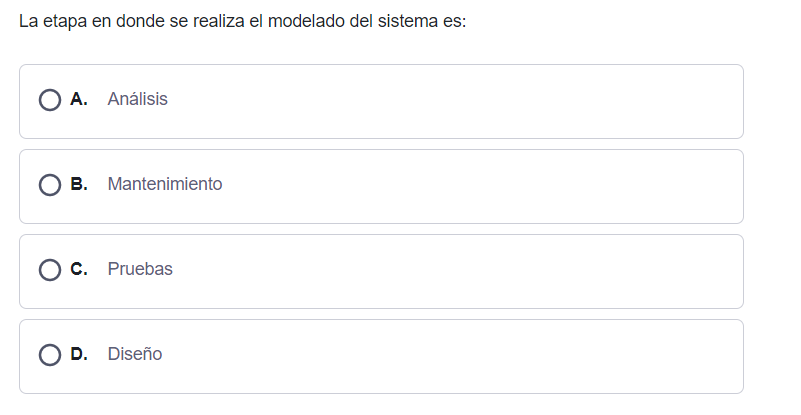 La etapa en donde se realiza el modelado del sistema es:
A. Análisis
B. Mantenimiento
C. Pruebas
D. Diseño